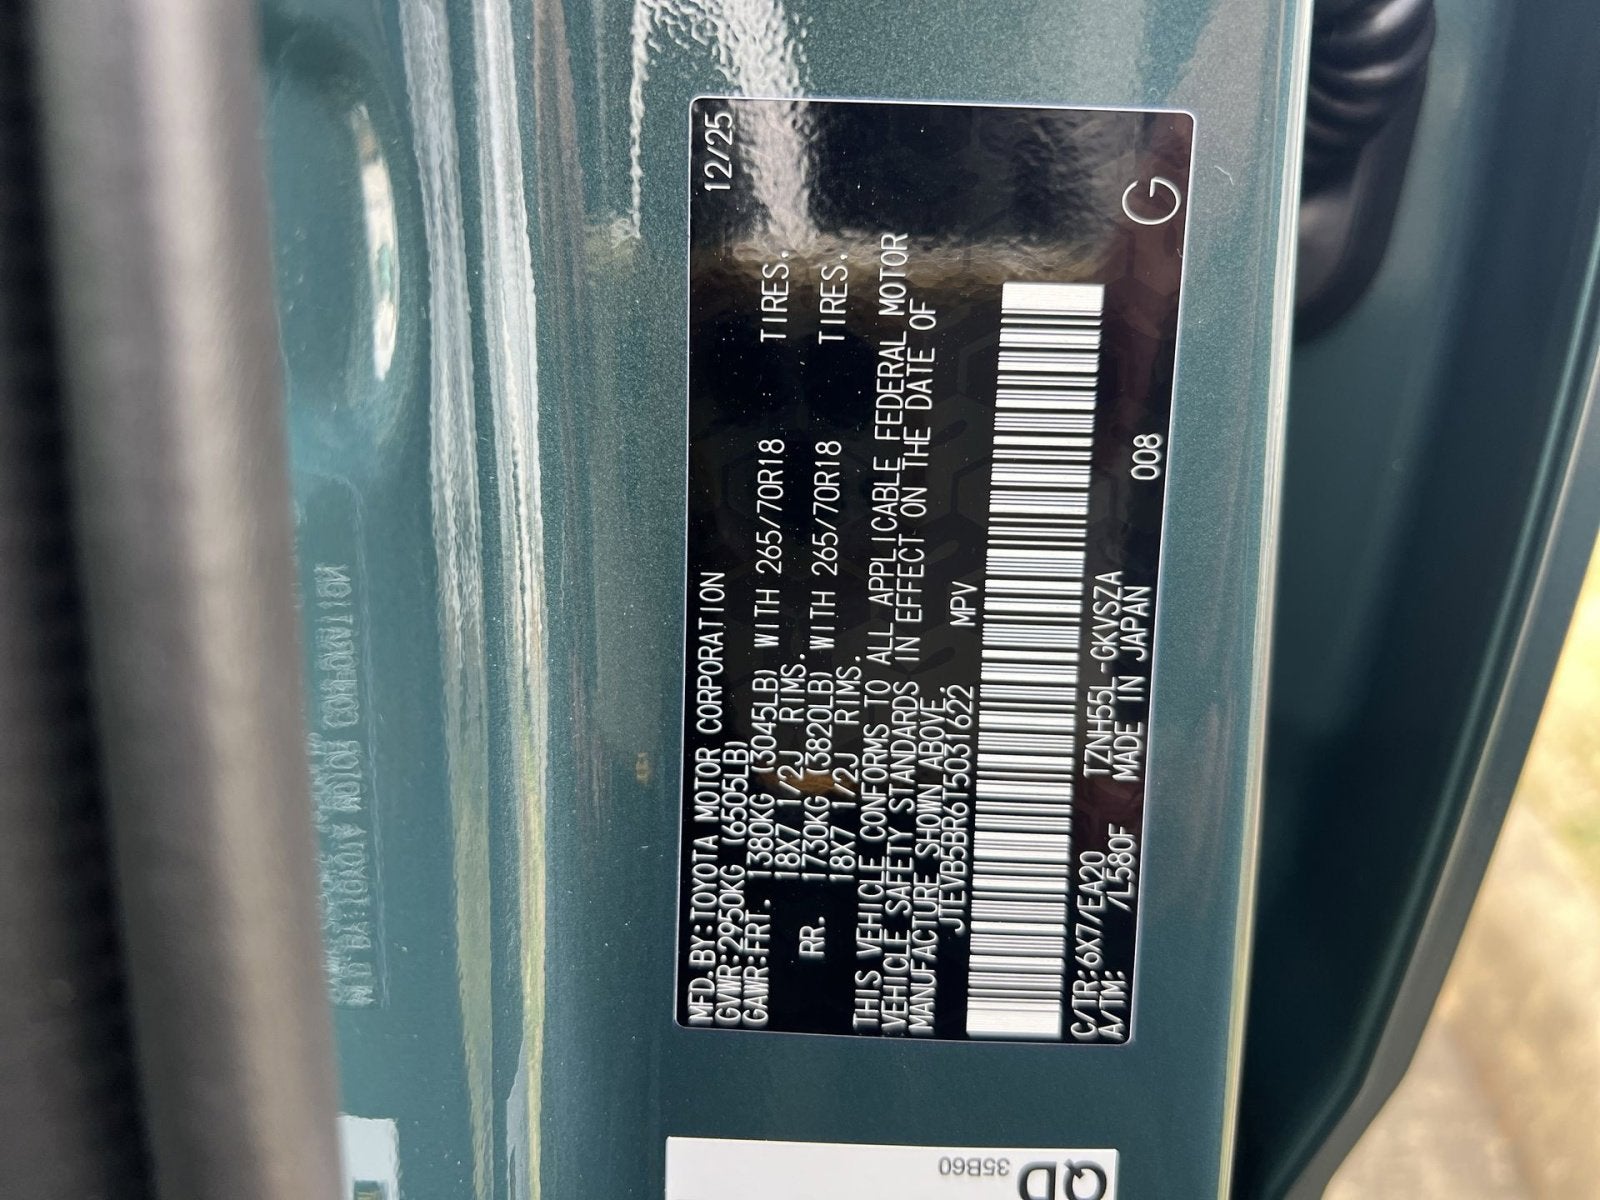 MFD. BY: TOYOTA MOTOR CORPORATION 12/25
GVWR: 2950KG (6505LB)
GAWR: FRT. 1380KG (3045LB) WITH 265/70R18 TIRES.
18X7 1/2J RIMS.
RR. 1730KG (3820LB) WITH 265/70R18 TIRES.
18X7 1/2J RIMS.
THIS VEHICLE CONFORMS TO ALL APPLICABLE FEDERAL MOTOR
VEHICLE SAFETY STANDARDS IN EFFECT ON THE DATE OF
MANUFACTURE SHOWN ABOVE.
JTEVB5BR6T5031622 MPV
C/TR: 6X7/EA20 TZNH55L-GKVSZA 008 G
A/TM: /L580F MADE IN JAPAN
35B60
QD